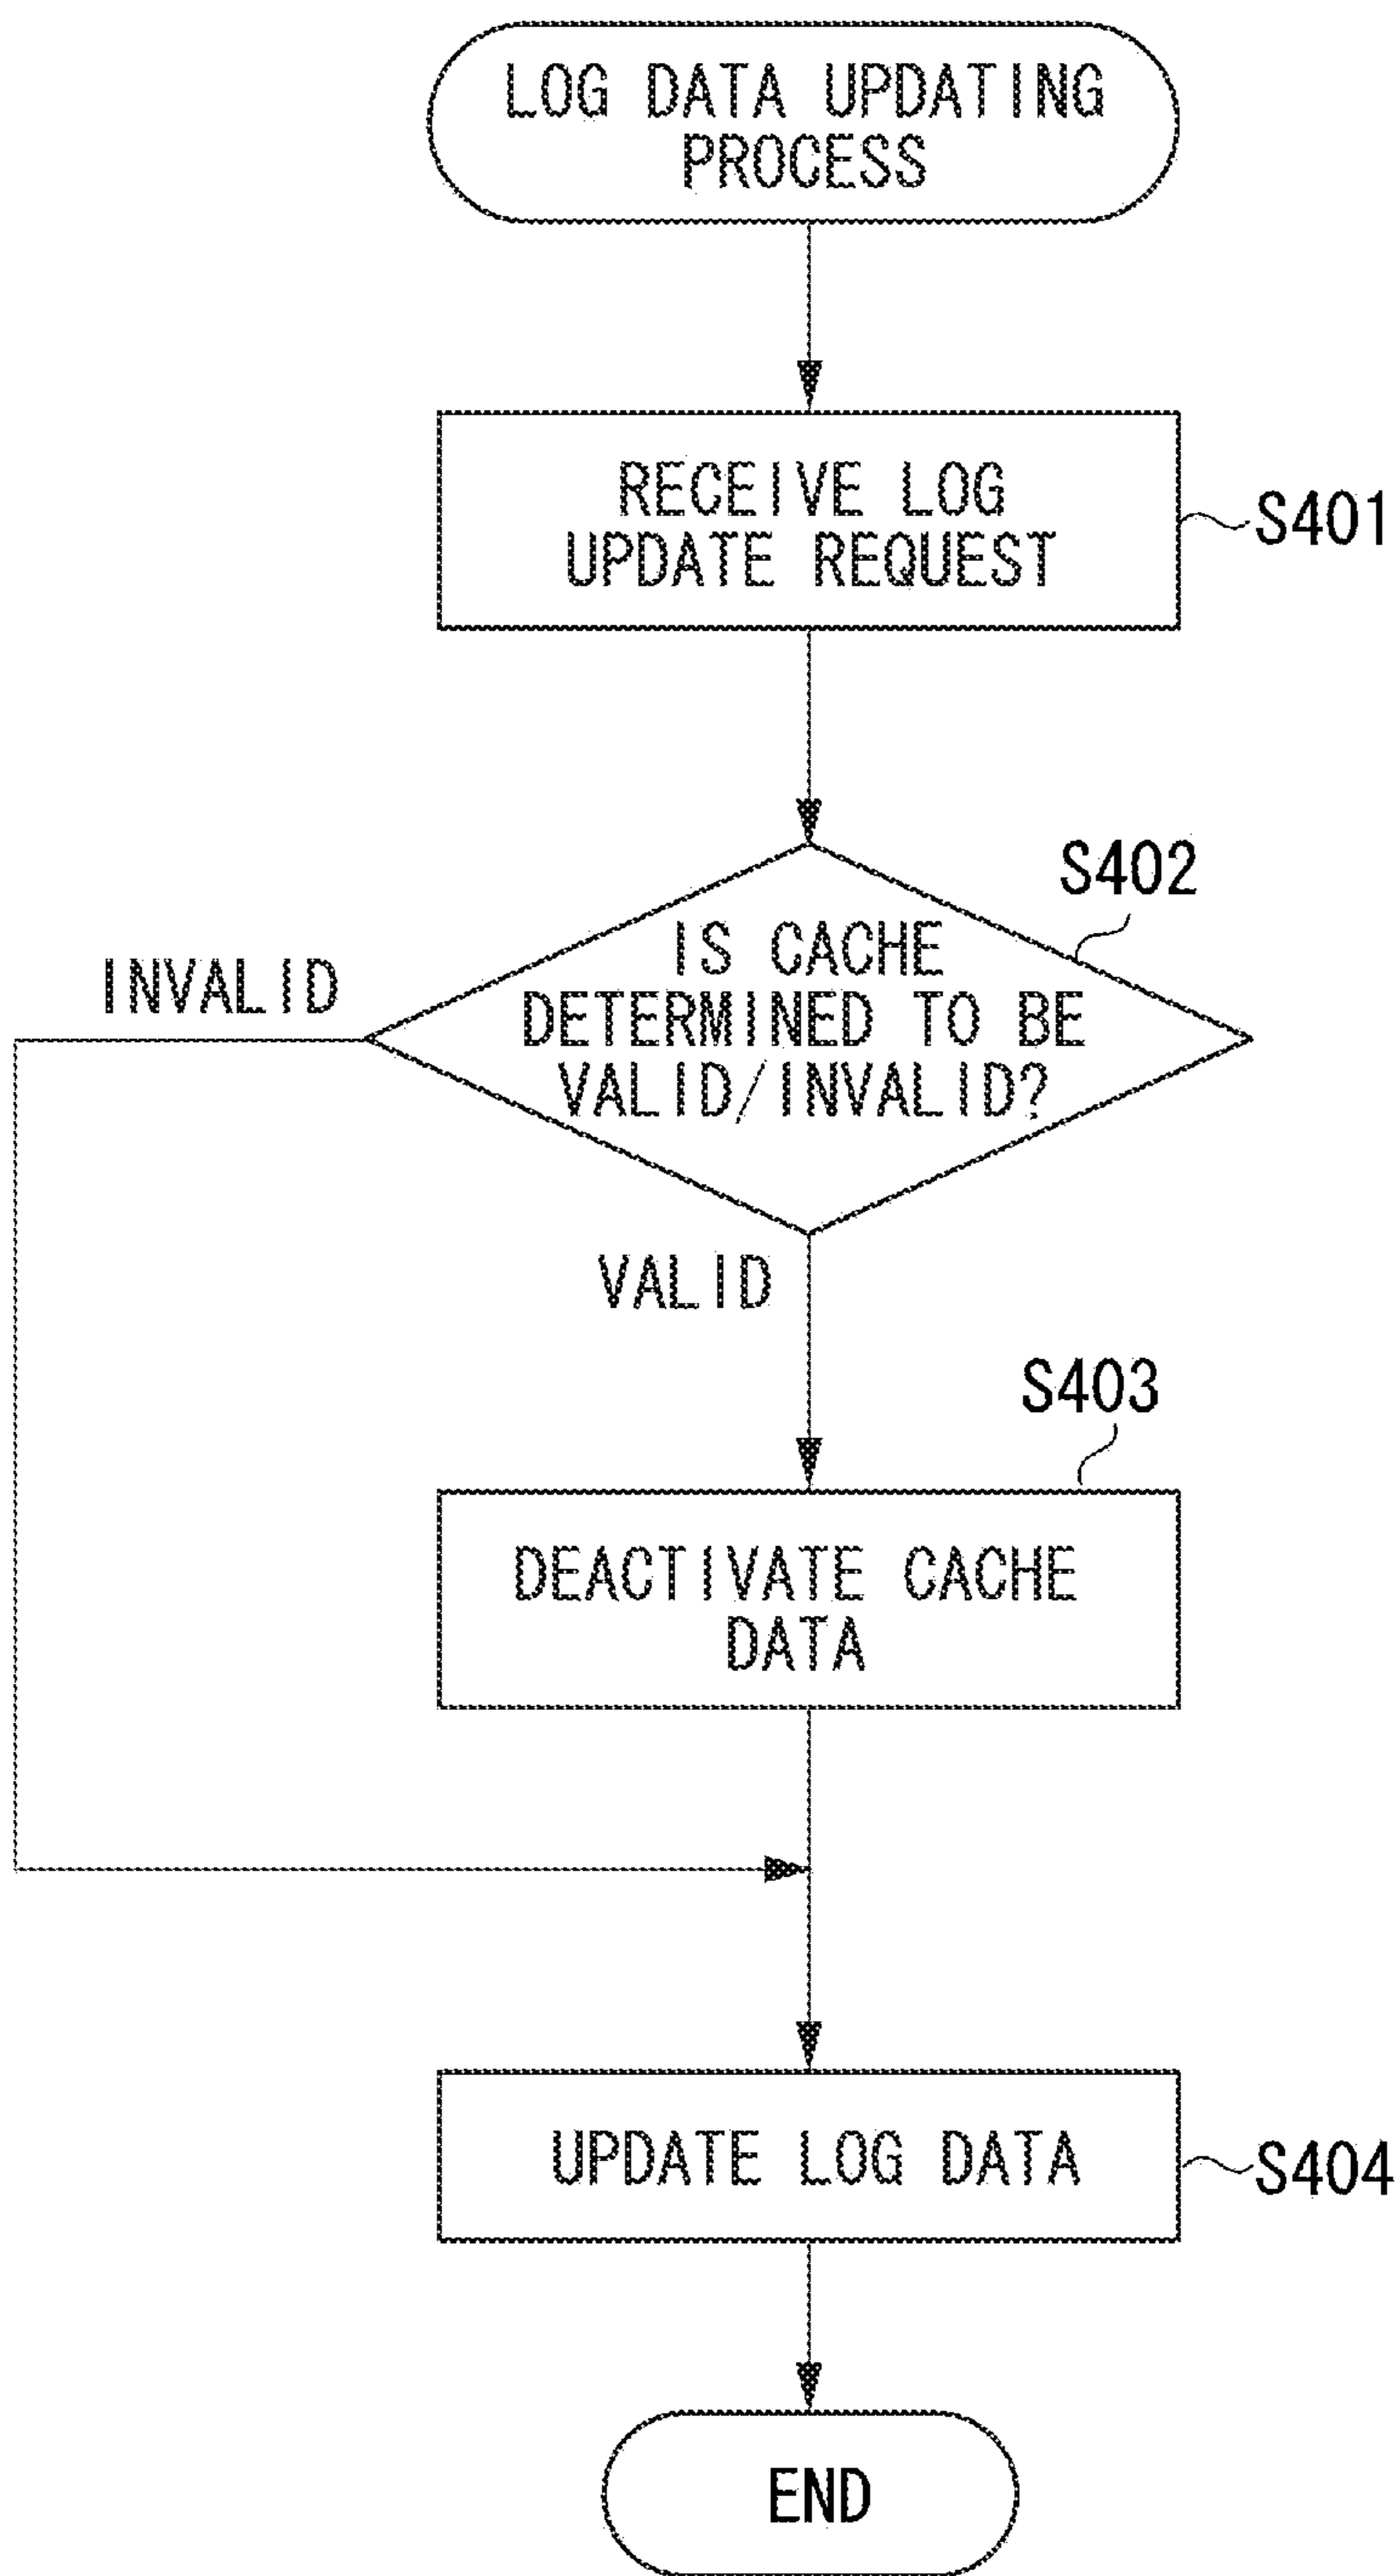 LOG DATA UPDATING
PROCESS
RECEIVE LOG
UPDATE REQUEST
S401
S402
IS CACHE
DETERMINED TO BE
VALID/INVALID?
INVALID
VALID
S403
DEACTIVATE CACHE
DATA
UPDATE LOG DATA
S404
END